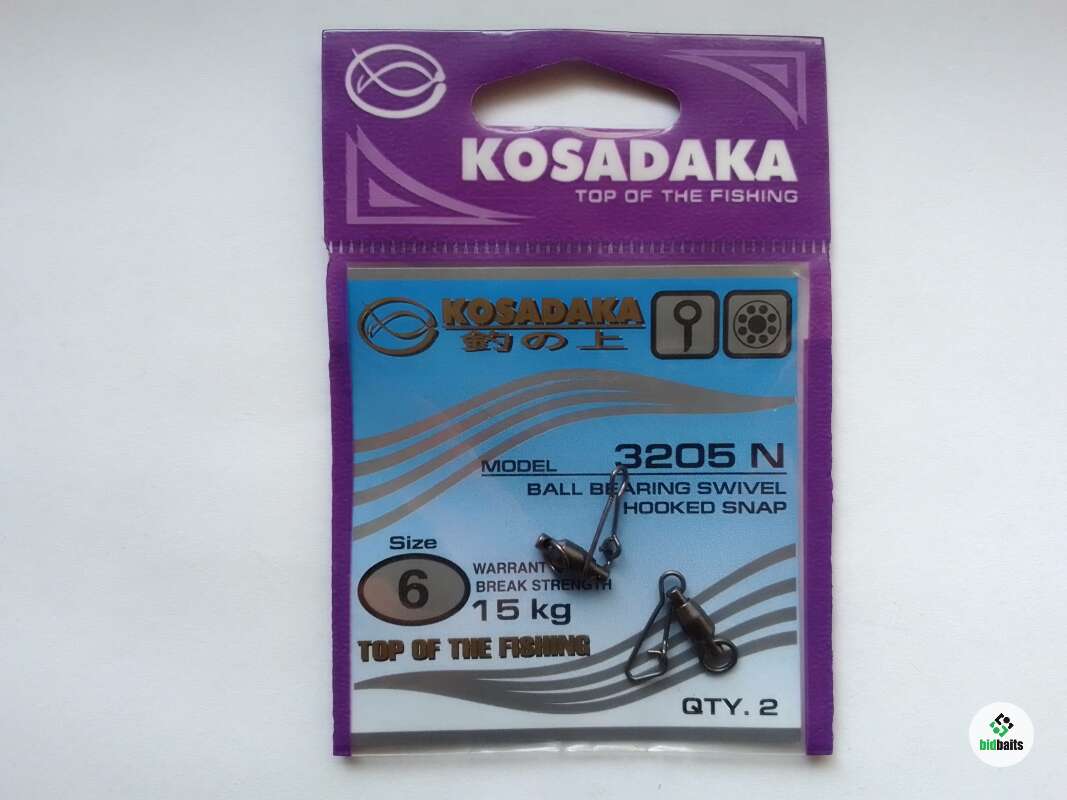 KOSADAKA
TOP OF THE FISHING
KOSADAKA
釣の上
MODEL 3205 N
BALL BEARING SWIVEL
HOOKED SNAP
Size
6
WARRANT
BREAK STRENGTH
15 kg
TOP OF THE FISHING
QTY. 2
bidbaits